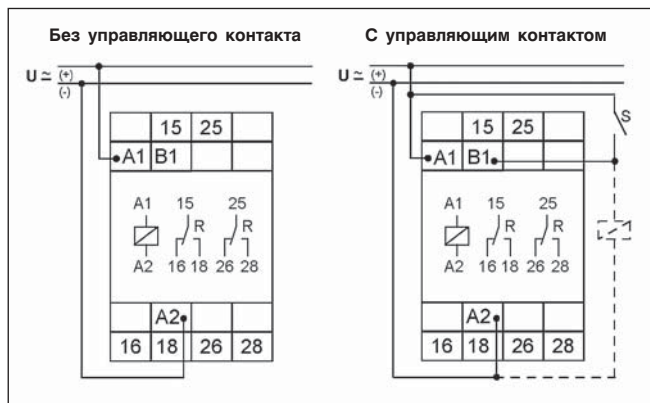 Без управляющего контакта
U ≃ (+)
(-)
15 25
A1 B1
A1 15 25
R R
A2 16 18 26 28
A2
16 18 26 28
С управляющим контактом
U ≃ (+)
(-)
S
15 25
A1 B1
A1 15 25
R R
A2 16 18 26 28
A2
16 18 26 28